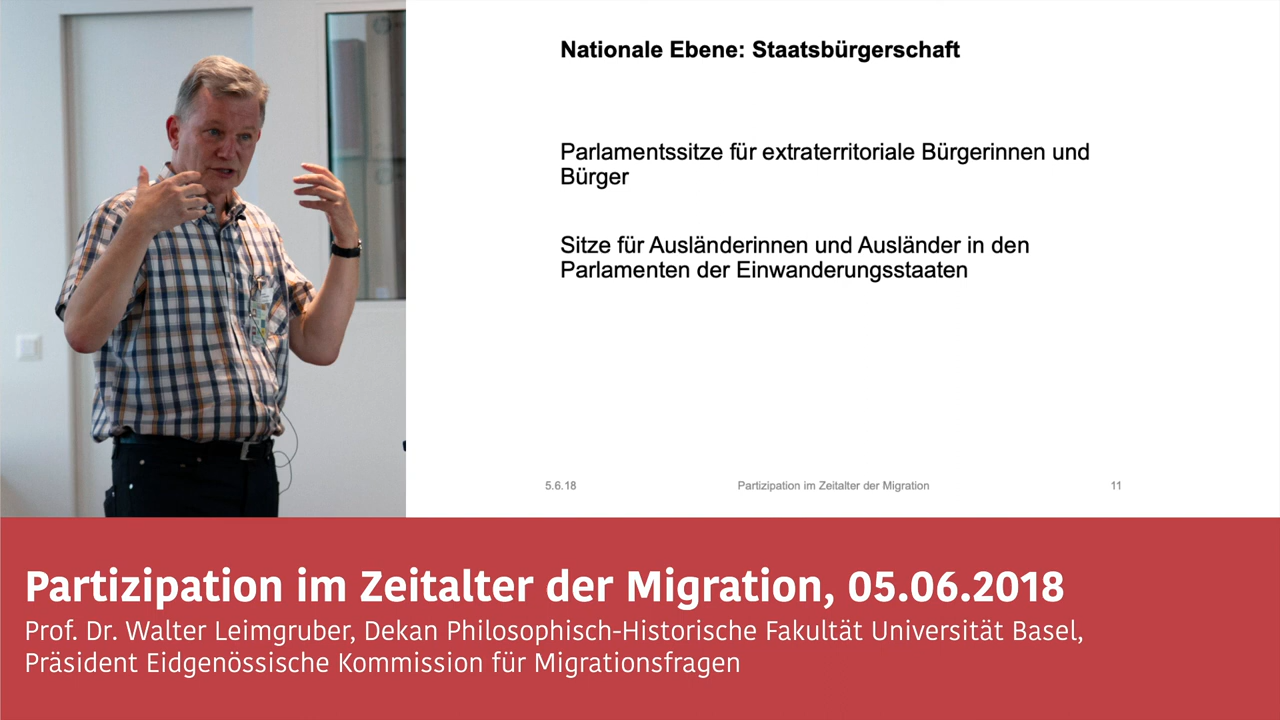 Nationale Ebene: Staatsbürgerschaft
Parlamentssitze für extraterritoriale Bürgerinnen und
Bürger
Sitze für Ausländerinnen und Ausländer in den
Parlamenten der Einwanderungsstaaten
5.6.18 Partizipation im Zeitalter der Migration 11
Partizipation im Zeitalter der Migration, 05.06.2018
Prof. Dr. Walter Leimgruber, Dekan Philosophisch-Historische Fakultät Universität Basel,
Präsident Eidgenössische Kommission für Migrationsfragen